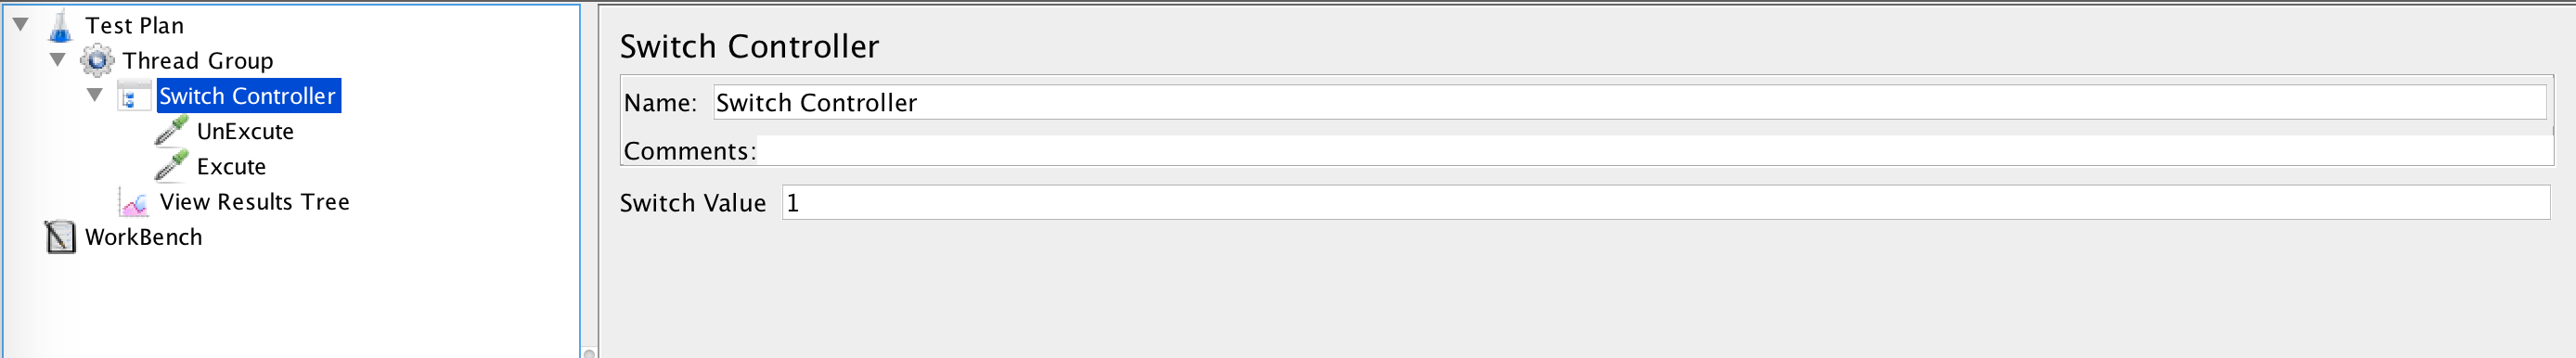 Test Plan
Thread Group
Switch Controller
UnExcute
Excute
View Results Tree
WorkBench
Switch Controller
Name: Switch Controller
Comments:
Switch Value 1